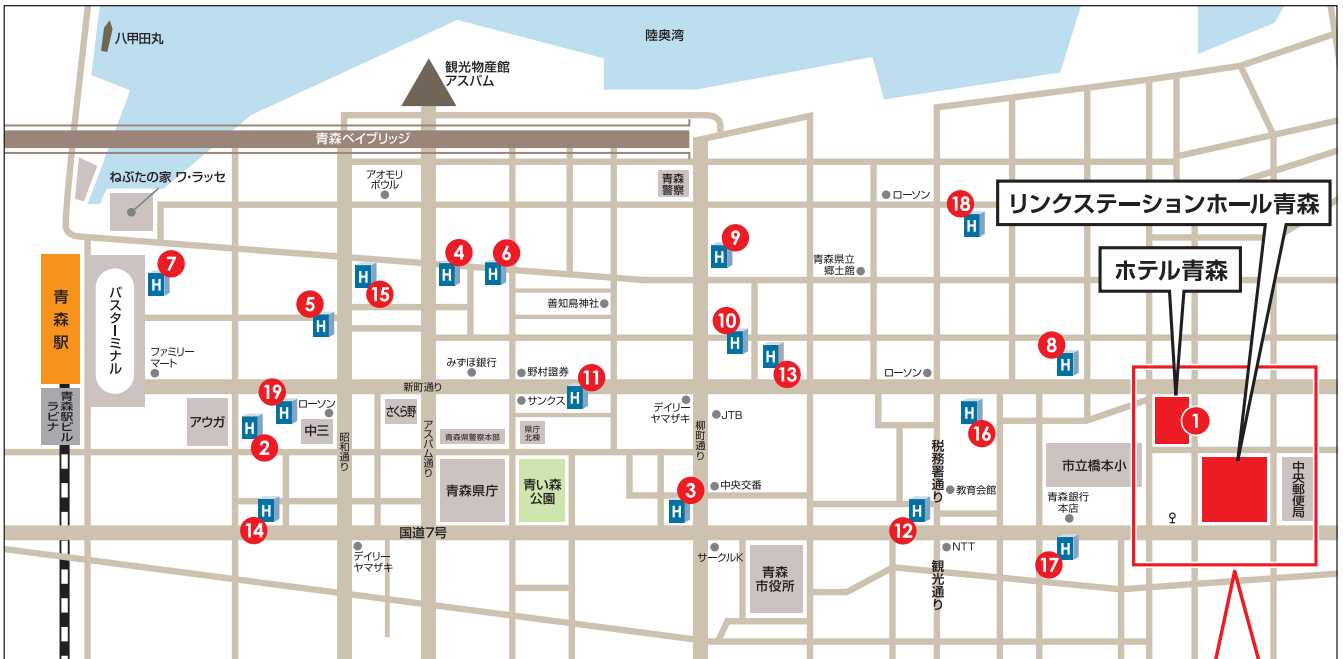 八甲田丸
陸奥湾
観光物産館
アスパム
青森ベイブリッジ
ねぶたの家 ワ・ラッセ
アオモリ
ボウル
青森
警察
ローソン
18
H
リンクステーションホール青森
ホテル青森
7
H
4
H
6
H
9
H
青森県立
郷土館
15
H
5
H
善知鳥神社
青森駅
バスターミナル
10
H
13
H
8
H
ファミリー
マート
みずほ銀行
野村證券
11
H
新町通り
ローソン
サンクス
青森駅ビル
ラビナ
アウガ
19
H
ローソン
2
H
中三
さくら野
昭和通り
アスパム通り
青森県警察本部
県庁
北棟
デイリー
ヤマザキ
柳町通り
JTB
16
H
1
税務署通り
市立橋本小
青森県庁
青い森
公園
3
H
中央交番
教育会館
青森銀行
本店
中央郵便局
14
H
12
H
国道7号
デイリー
ヤマザキ
サークルK
青森
市役所
NTT
観光通り
17
H